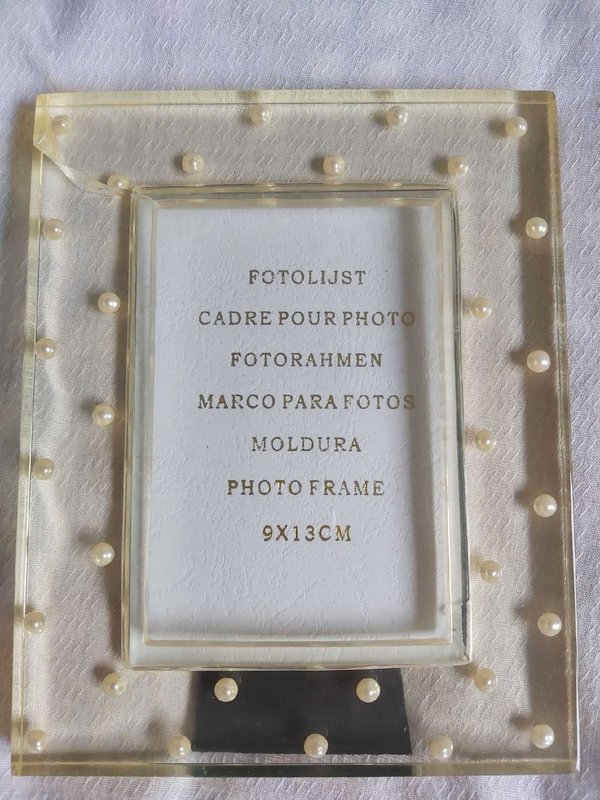 FOTOLIJST
CADRE POUR PHOTO
FOTORAHMEN
MARCO PARA FOTOS
MOLDURA
PHOTO FRAME
9X13CM